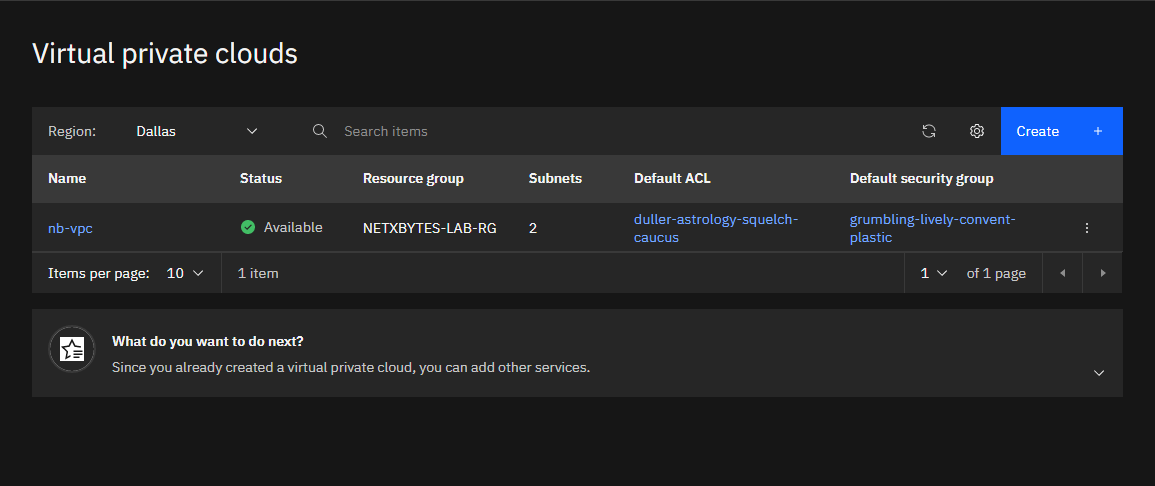 Virtual private clouds
Region: Dallas Search items Create +
Name Status Resource group Subnets Default ACL Default security group
nb-vpc Available NETXBYTES-LAB-RG 2 duller-astrology-squelch- grumbling-lively-convent-
caucus plastic
Items per page: 10 1 item 1 of 1 page
What do you want to do next?
Since you already created a virtual private cloud, you can add other services.